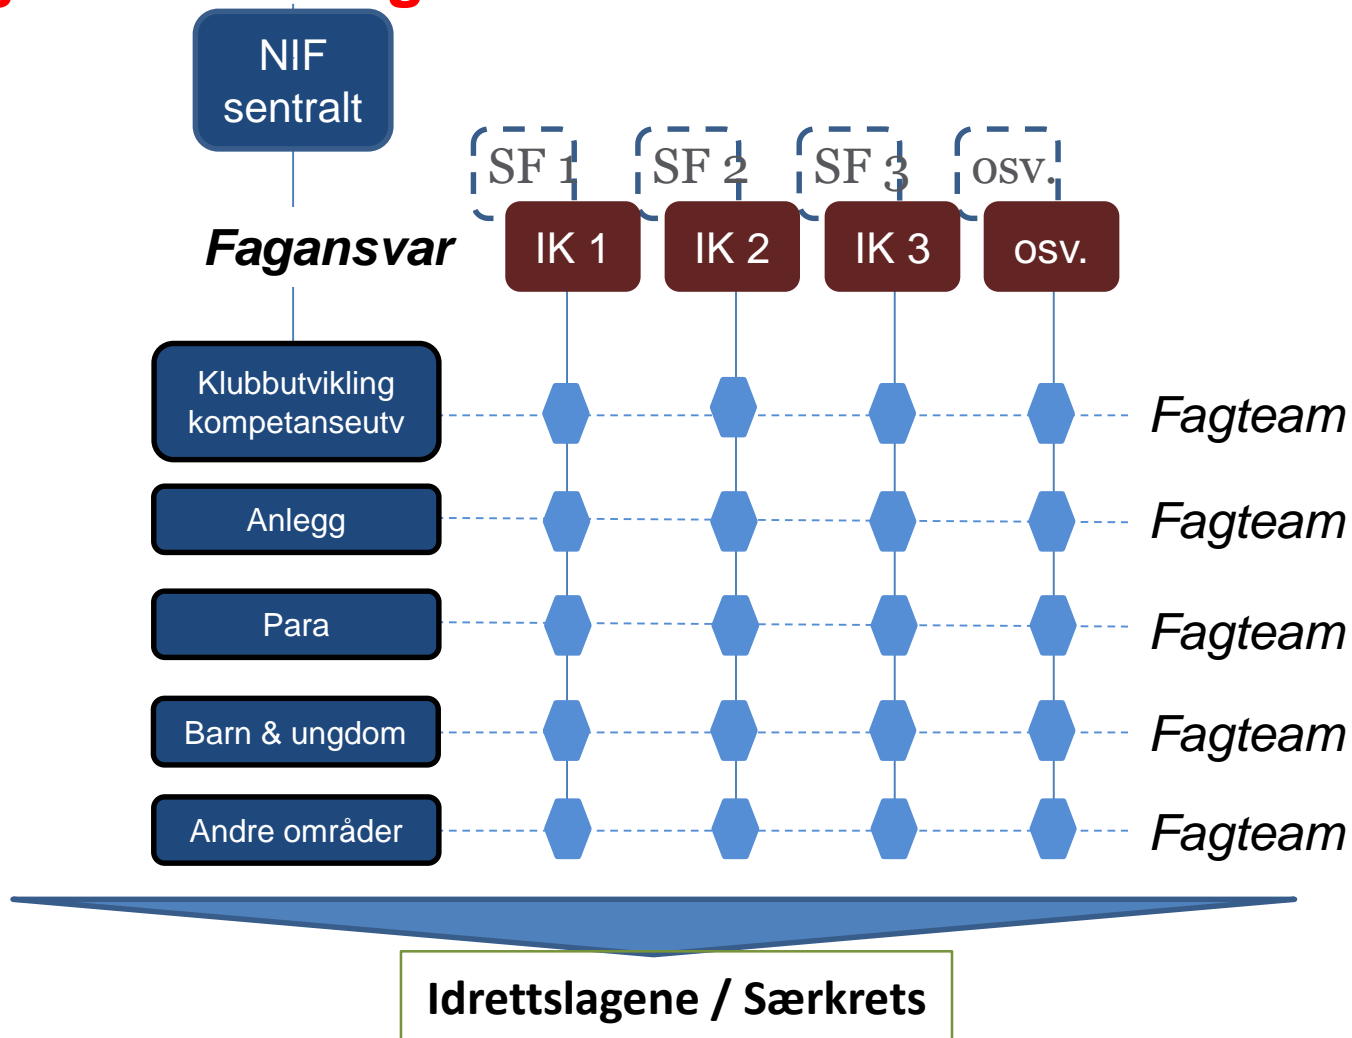 NIF
sentralt
SF 1 SF 2 SF 3 osv.
Fagansvar IK 1 IK 2 IK 3 osv.
Klubbutvikling
kompetanseutv Fagteam
Anlegg Fagteam
Para Fagteam
Barn & ungdom Fagteam
Andre områder Fagteam
Idrettslagene / Særkrets